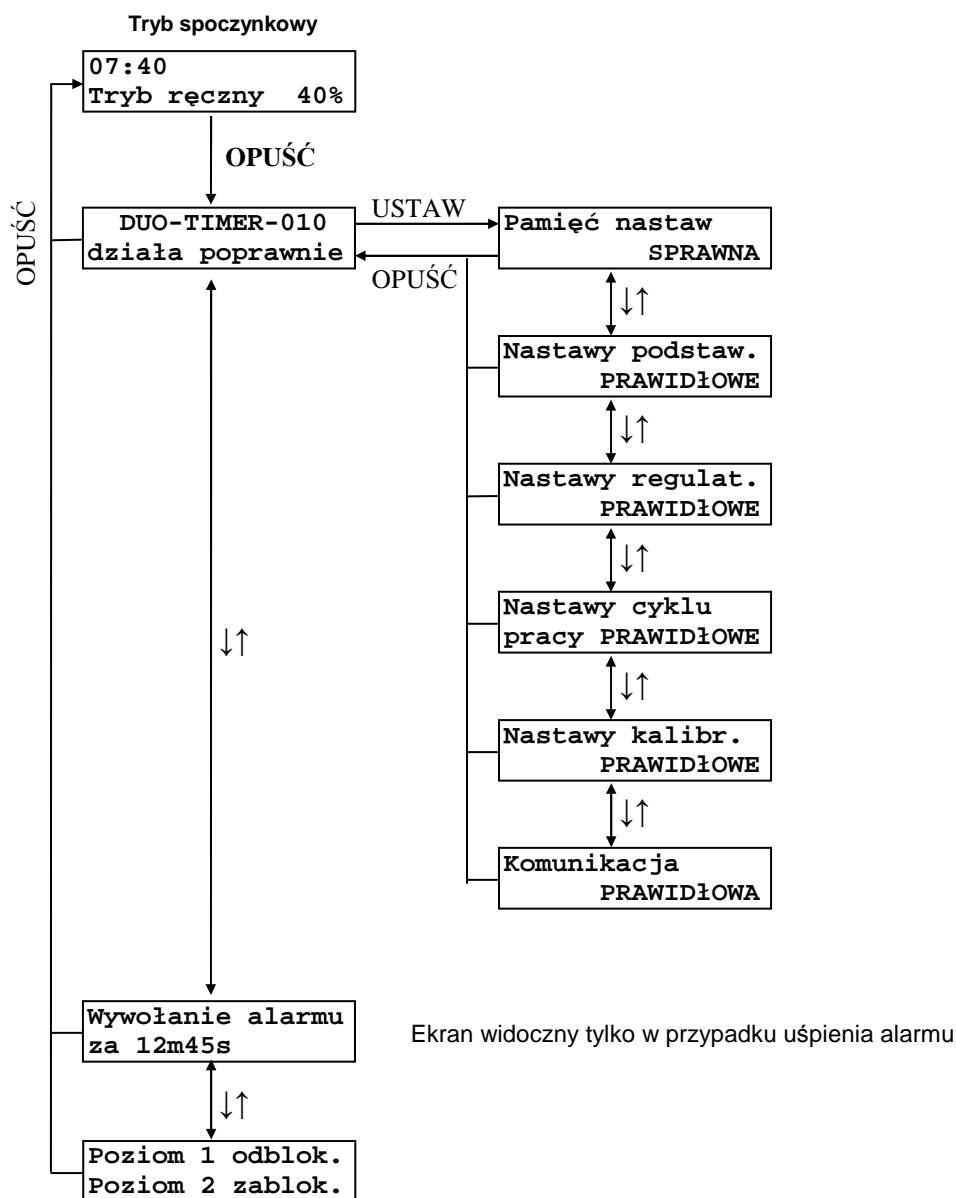 Tryb spoczynkowy
07:40
Tryb ręczny 40%
OPUŚĆ
OPUŚĆ
DUO-TIMER-010
działa poprawnie
USTAW
OPUŚĆ
Pamięć nastaw
SPRAWNA
↓↑
Nastawy podstaw.
PRAWIDłOWE
↓↑
Nastawy regulat.
PRAWIDłOWE
↓↑
Nastawy cyklu
pracy PRAWIDłOWE
↓↑
↓↑
Nastawy kalibr.
PRAWIDłOWE
↓↑
Komunikacja
PRAWIDłOWA
Wywołanie alarmu
za 12m45s
Ekran widoczny tylko w przypadku uśpienia alarmu
↓↑
Poziom 1 odblok.
Poziom 2 zablok.